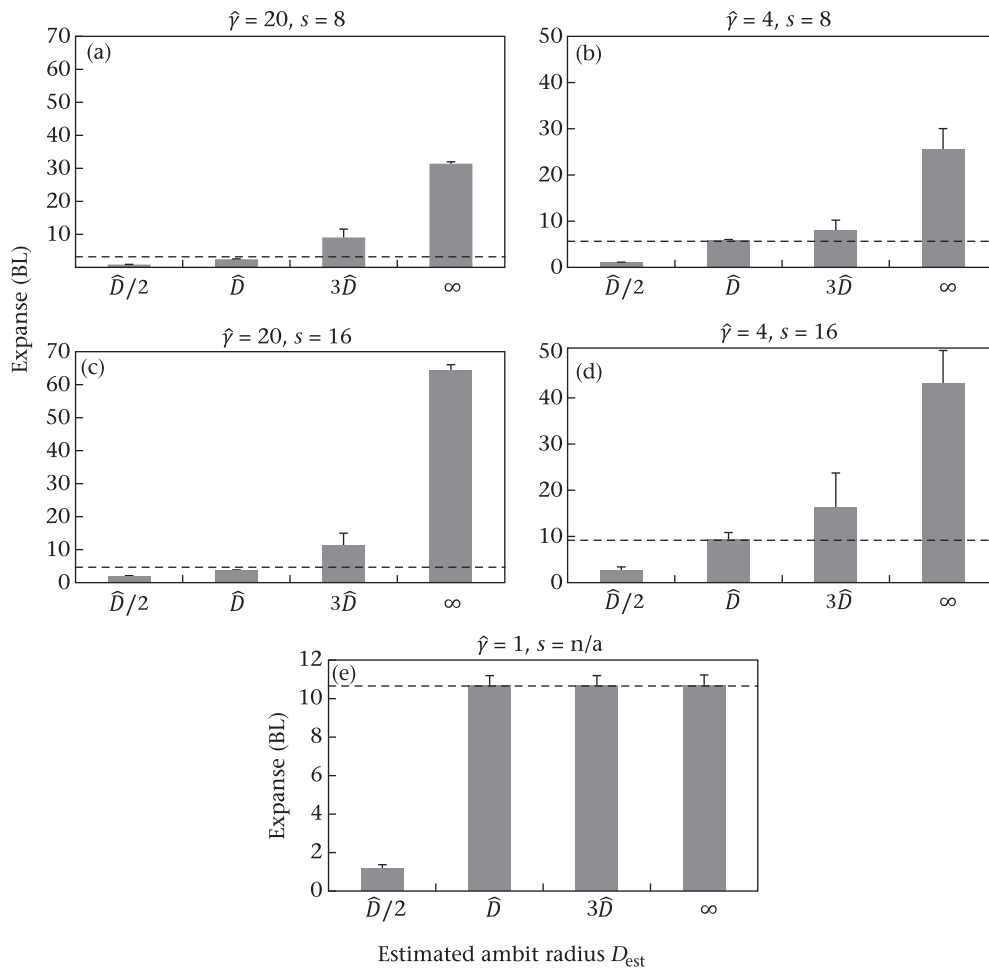 γ̂ = 20, s = 8
(a)
70
60
50
40
30
20
10
D̂/2 D̂ 3D̂ ∞
γ̂ = 4, s = 8
(b)
50
40
30
20
10
0
D̂/2 D̂ 3D̂ ∞
Expanse (BL)
γ̂ = 20, s = 16
(c)
70
60
50
40
30
20
10
0
D̂/2 D̂ 3D̂ ∞
γ̂ = 4, s = 16
(d)
50
40
30
20
10
0
D̂/2 D̂ 3D̂ ∞
γ̂ = 1, s = n/a
(e)
12
10
8
6
4
2
0
Expanse (BL)
D̂/2 D̂ 3D̂ ∞
Estimated ambit radius Dest